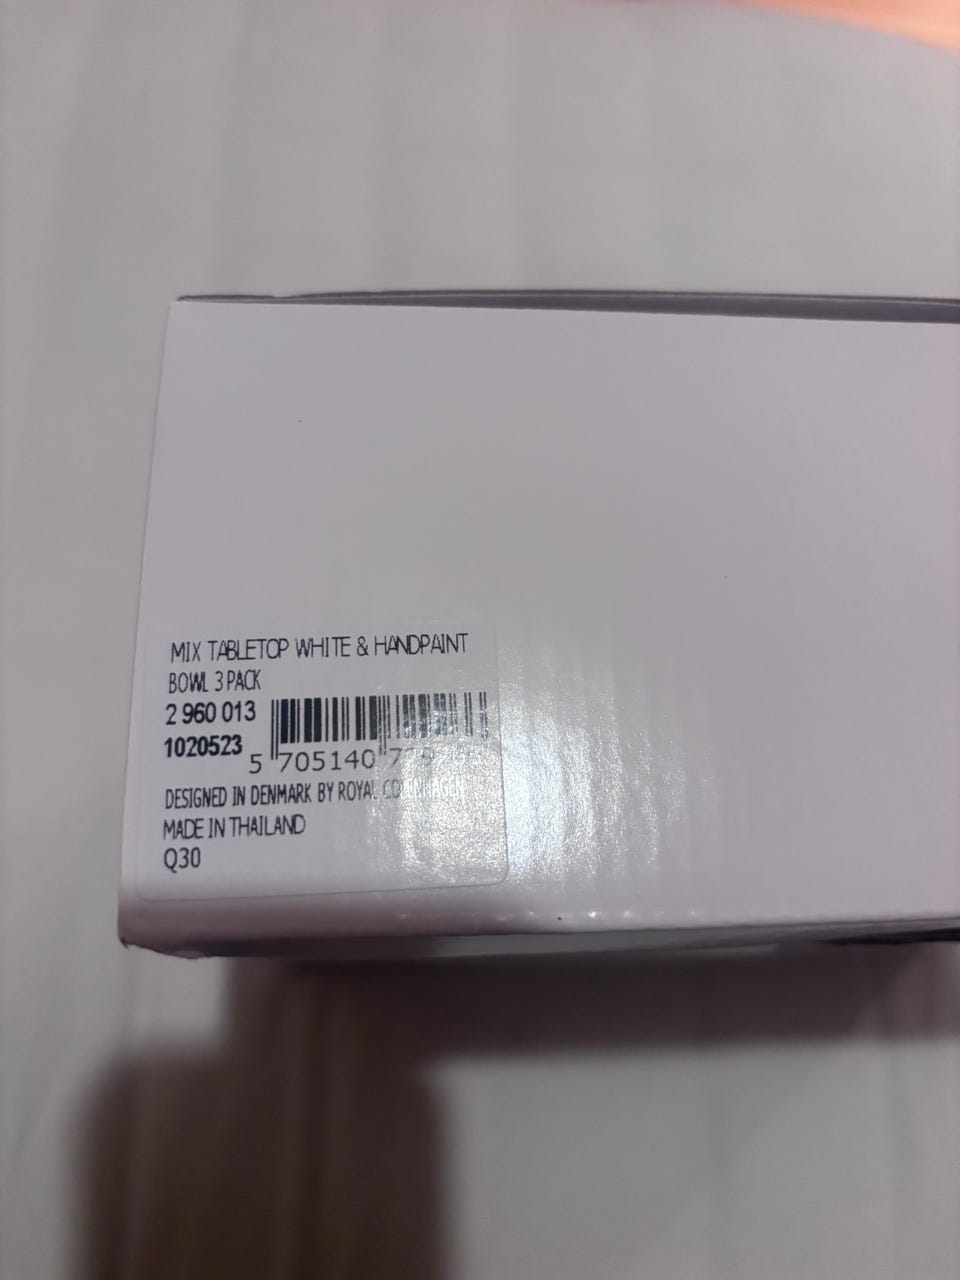 MIX TABLETOP WHITE & HANDPAINT
BOWL 3 PACK
2 960 013
1020523
5 705140
DESIGNED IN DENMARK BY ROYAL COPENHAGEN
MADE IN THAILAND
Q30